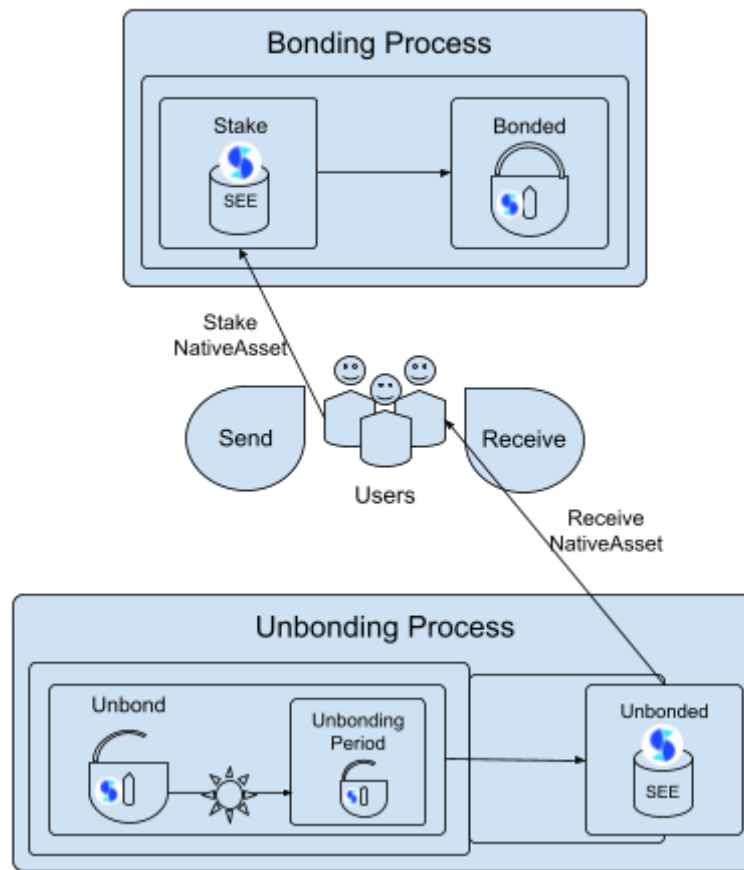 Bonding Process
Stake
Bonded
SEE
Stake
NativeAsset
Send
Receive
Users
Receive
NativeAsset
Unbonding Process
Unbond
Unbonding
Period
Unbonded
SEE